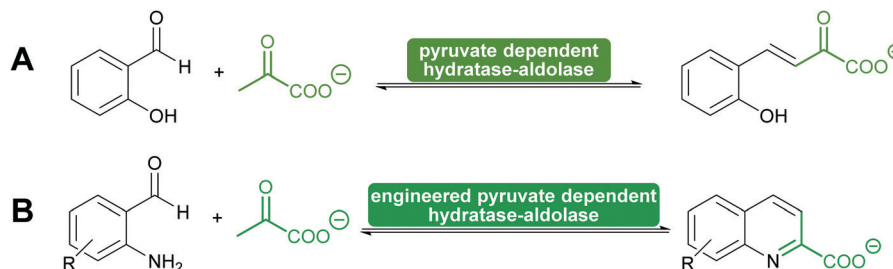 A
O
H
OH
+
O
COO⊖
pyruvate dependent
hydratase-aldolase
O
COO⊖
OH
B
O
H
R
NH₂
+
O
COO⊖
engineered pyruvate dependent
hydratase-aldolase
R
N
COO⊖